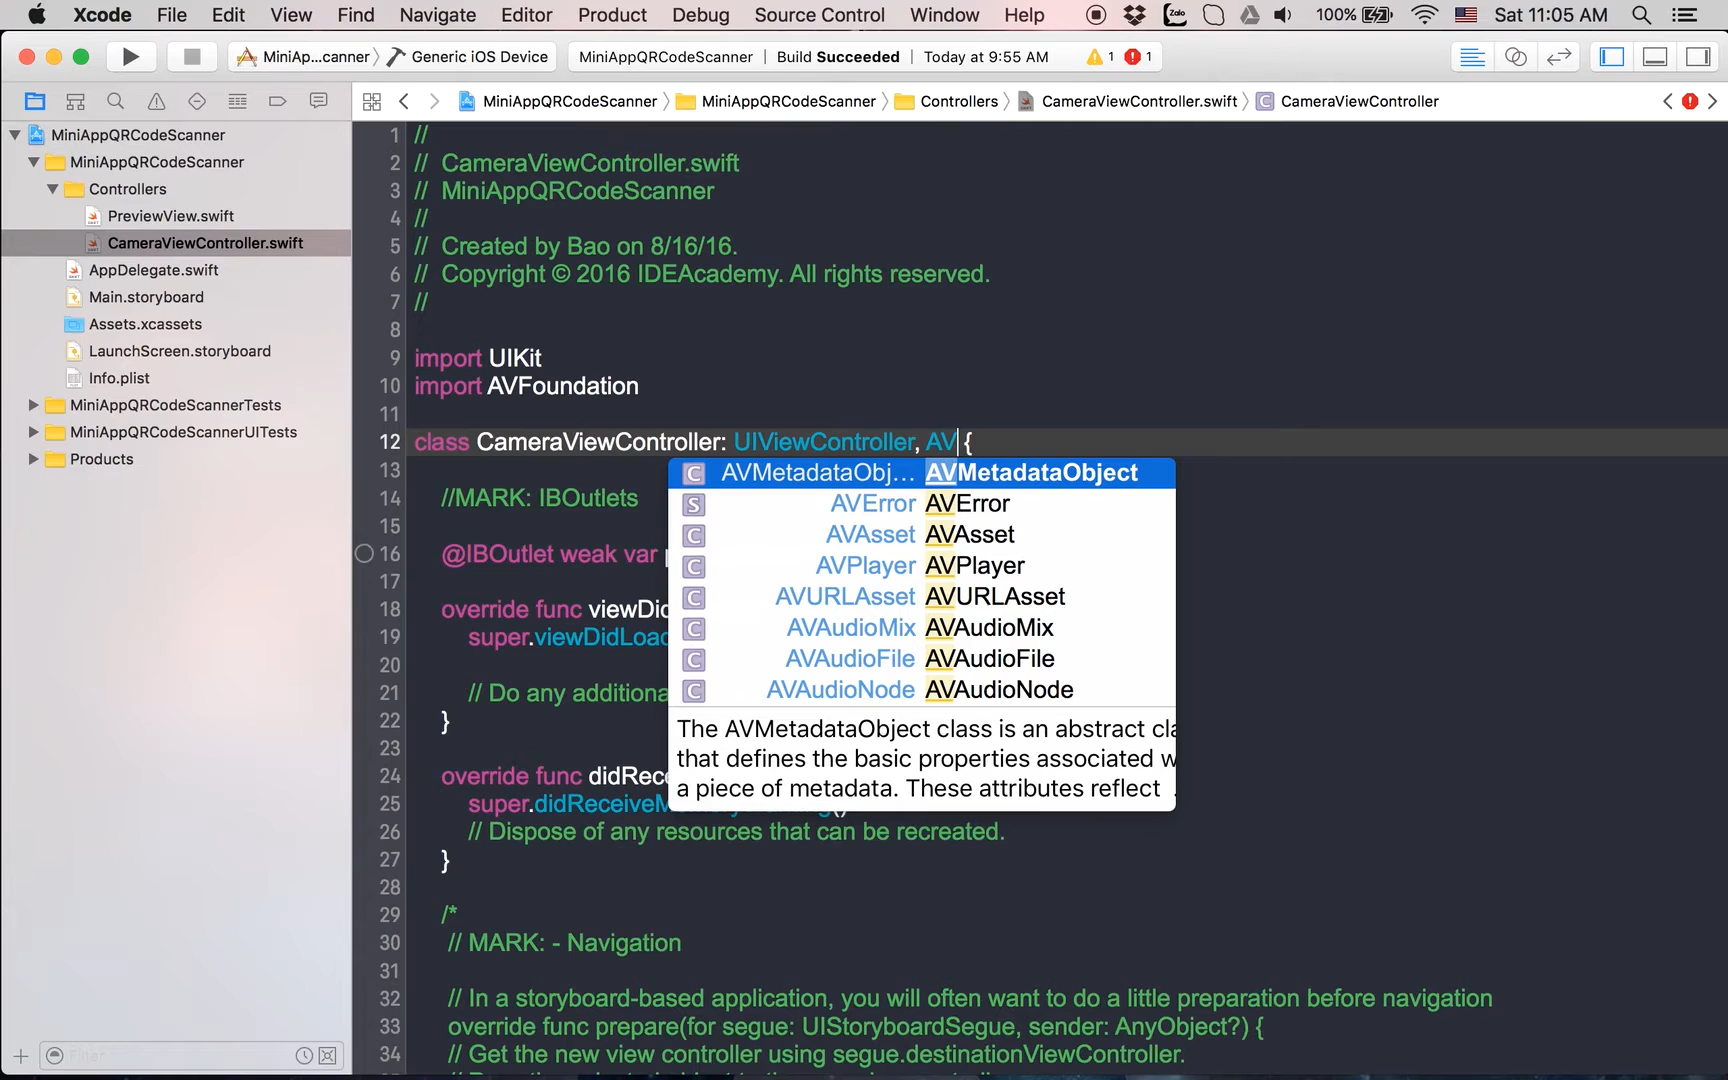 Xcode File Edit View Find Navigate Editor Product Debug Source Control Window Help Zalo 100% Sat 11:05 AM
MiniAp...canner Generic iOS Device MiniAppQRCodeScanner | Build Succeeded | Today at 9:55 AM 1 1
MiniAppQRCodeScanner MiniAppQRCodeScanner Controllers CameraViewController.swift C CameraViewController
MiniAppQRCodeScanner
MiniAppQRCodeScanner
Controllers
PreviewView.swift
CameraViewController.swift
AppDelegate.swift
Main.storyboard
Assets.xcassets
LaunchScreen.storyboard
Info.plist
MiniAppQRCodeScannerTests
MiniAppQRCodeScannerUITests
Products
Filter
1 //
2 // CameraViewController.swift
3 // MiniAppQRCodeScanner
4 //
5 // Created by Bao on 8/16/16.
6 // Copyright © 2016 IDEAcademy. All rights reserved.
7 //
8
9 import UIKit
10 import AVFoundation
11
12 class CameraViewController: UIViewController, AV {
13
14 //MARK: IBOutlets
15
16 @IBOutlet weak var
17
18 override func viewDid
19 super.viewDidLoad
20
21 // Do any additiona
22 }
23
24 override func didRece
25 super.didReceiveM
26 // Dispose of any resources that can be recreated.
27 }
28
29 /*
30 // MARK: - Navigation
31
32 // In a storyboard-based application, you will often want to do a little preparation before navigation
33 override func prepare(for segue: UIStoryboardSegue, sender: AnyObject?) {
34 // Get the new view controller using segue.destinationViewController.
C AVMetadataObj... AVMetadataObject
S AVError AVError
C AVAsset AVAsset
C AVPlayer AVPlayer
C AVURLAsset AVURLAsset
C AVAudioMix AVAudioMix
C AVAudioFile AVAudioFile
C AVAudioNode AVAudioNode
The AVMetadataObject class is an abstract cla
that defines the basic properties associated w
a piece of metadata. These attributes reflect